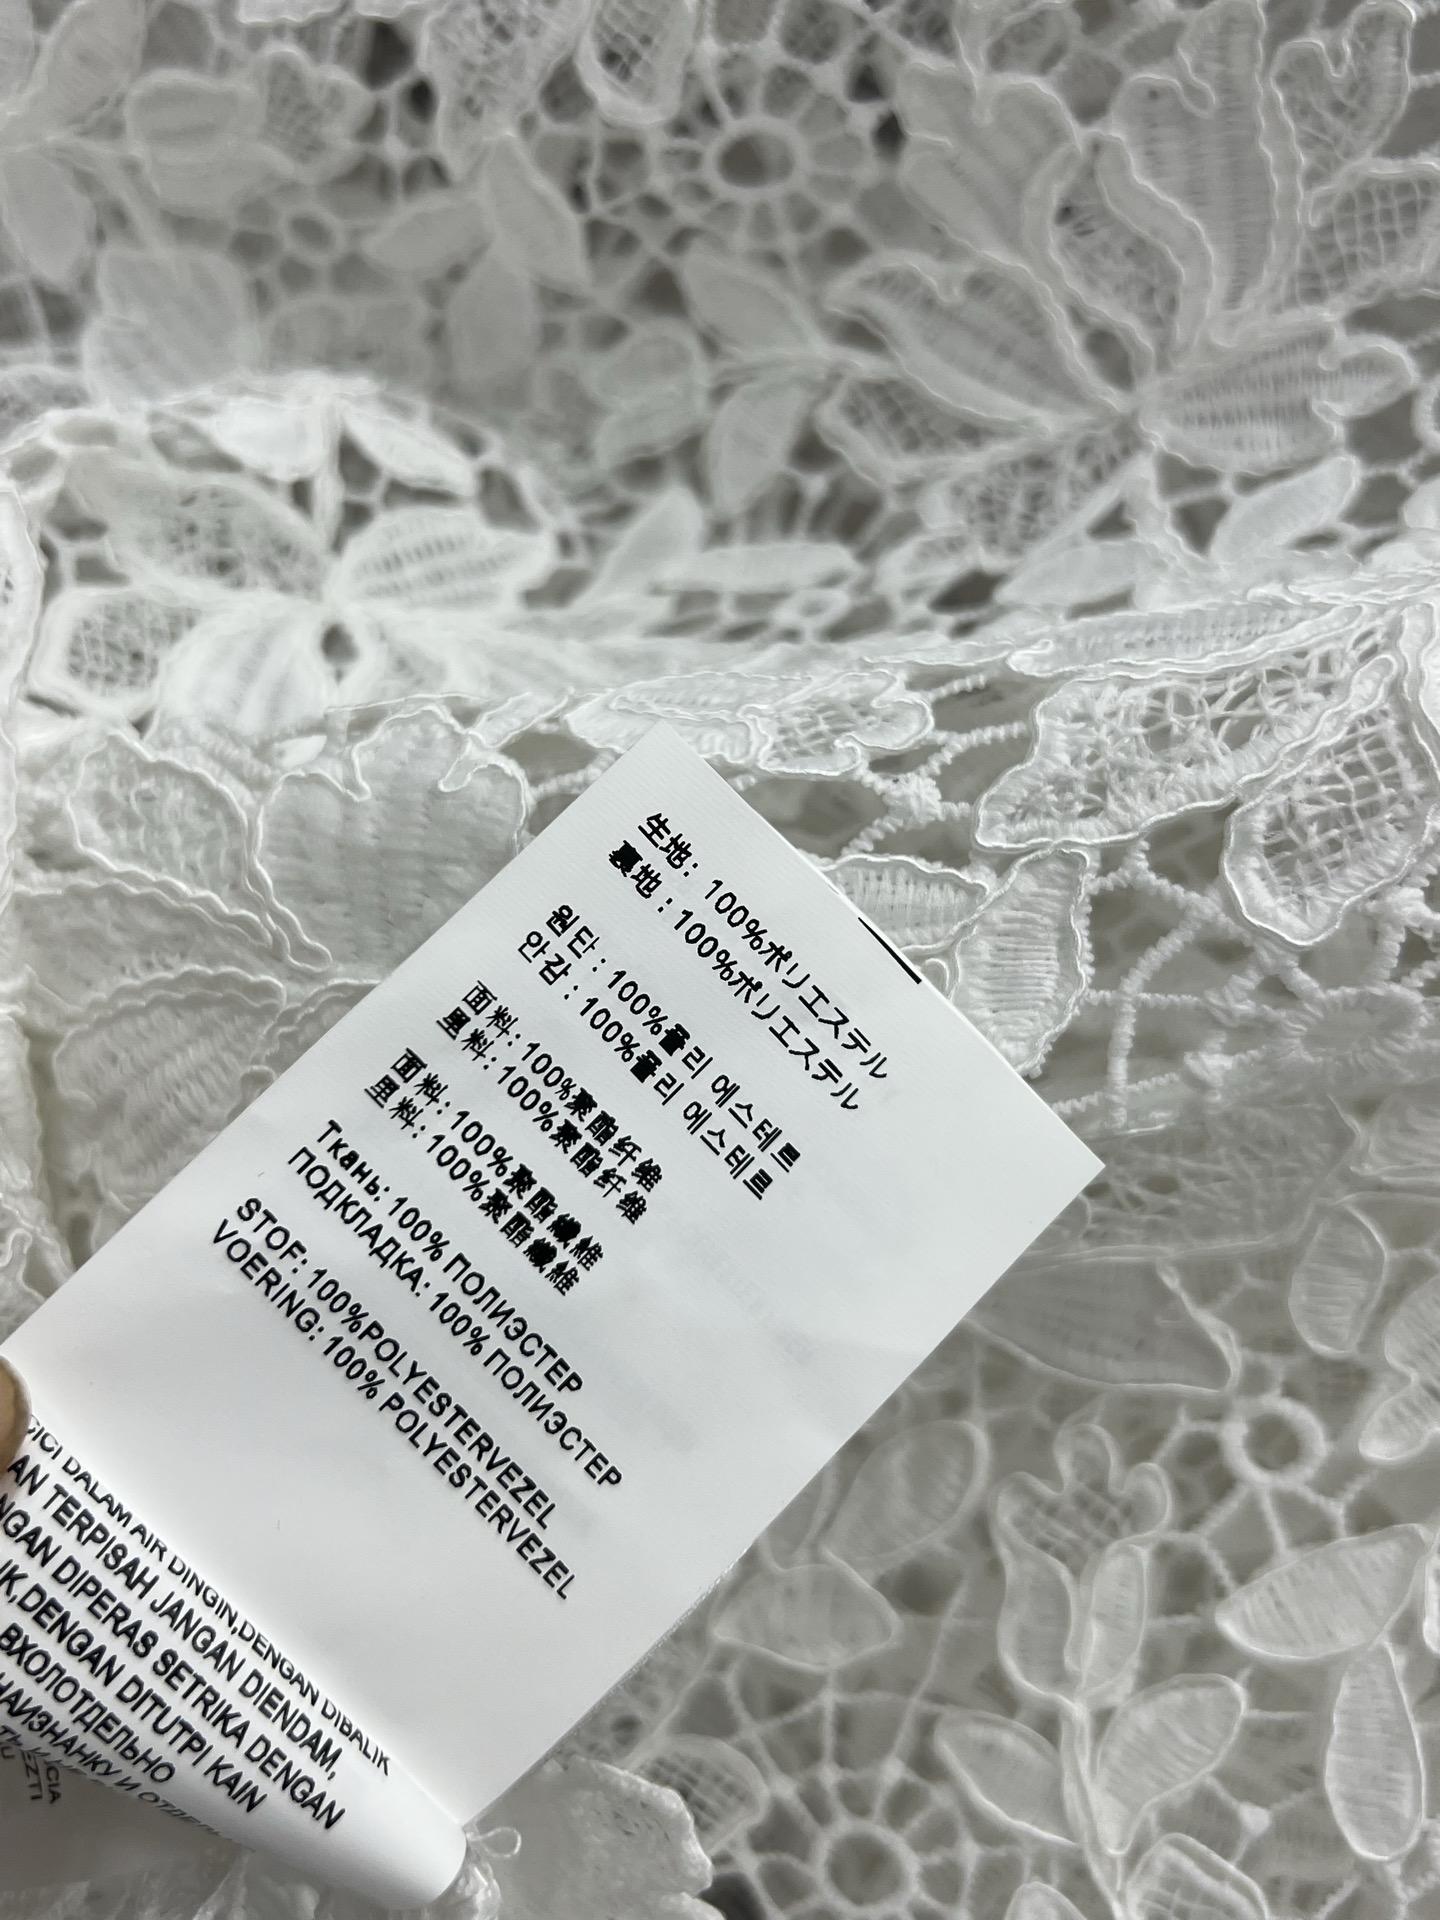 生地: 100%ポリエステル
裏地: 100%ポリエステル
원단: 100%폴리 에스테르
안감: 100%폴리 에스테르
面料: 100%聚酯纤维
里料: 100%聚酯纤维
面料: 100%聚酯纖維
里料: 100%聚酯纖維
Ткань: 100% ПОЛИЭСТЕР
ПОДКЛАДКА: 100% ПОЛИЭСТЕР
STOF: 100%POLYESTERVEZEL
VOERING: 100% POLYESTERVEZEL
DALAM AIR DINGIN,DENGAN DIBALIK
TERPISAH JANGAN DIENDAM,
DIPERAS SETRIKA DENGAN
DENGAN DITUTPI KAIN
ВХОЛОТДЕЛЬНО